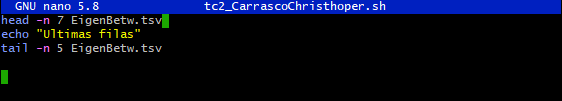 GNU nano 5.8 tc2_CarrascoChristhoper.sh
head -n 7 EigenBetw.tsv
echo "Ultimas filas"
tail -n 5 EigenBetw.tsv